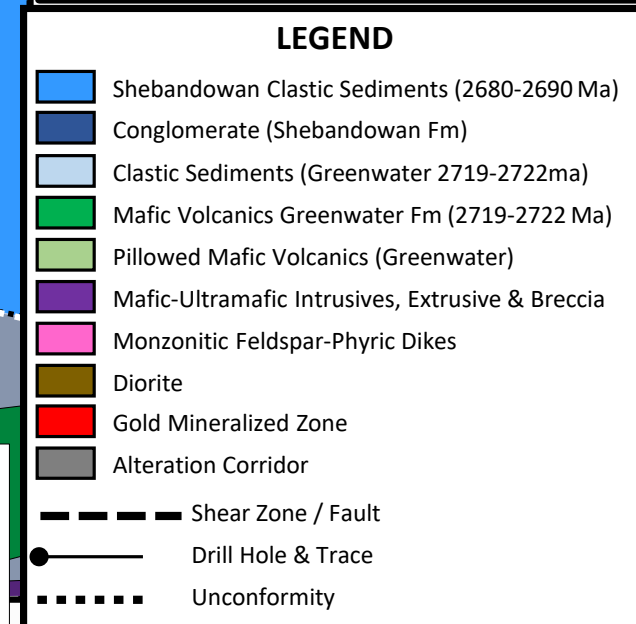 LEGEND
Shebandowan Clastic Sediments (2680-2690 Ma)
Conglomerate (Shebandowan Fm)
Clastic Sediments (Greenwater 2719-2722ma)
Mafic Volcanics Greenwater Fm (2719-2722 Ma)
Pillowed Mafic Volcanics (Greenwater)
Mafic-Ultramafic Intrusives, Extrusive & Breccia
Monzonitic Feldspar-Phyric Dikes
Diorite
Gold Mineralized Zone
Alteration Corridor
Shear Zone / Fault
Drill Hole & Trace
Unconformity